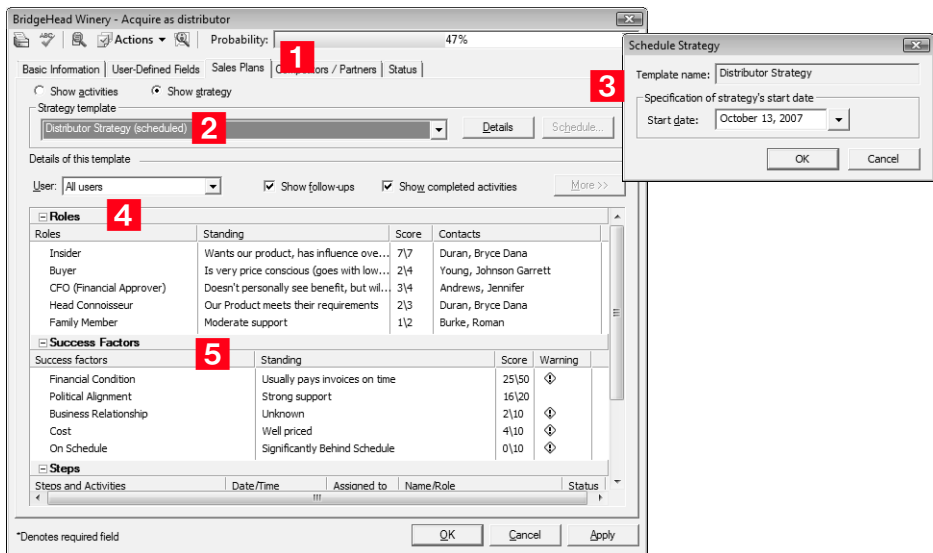 BridgeHead Winery - Acquire as distributor
ABC Actions Probability: 47%
1
Basic Information User-Defined Fields Sales Plans / Partners Status
Show activities Show strategy
Strategy template
Distributor Strategy (scheduled) 2 Details Schedule...
Details of this template
User: All users Show follow-ups Show completed activities More >>
4
Roles
Roles Standing Score Contacts
Insider Wants our product, has influence ove... 7\7 Duran, Bryce Dana
Buyer Is very price conscious (goes with low... 2\4 Young, Johnson Garrett
CFO (Financial Approver) Doesn't personally see benefit, but wil... 3\4 Andrews, Jennifer
Head Connoisseur Our Product meets their requirements 2\3 Duran, Bryce Dana
Family Member Moderate support 1\2 Burke, Roman
Success Factors
5
Success factors Standing Score Warning
Financial Condition Usually pays invoices on time 25\50
Political Alignment Strong support 16\20
Business Relationship Unknown 2\10
Cost Well priced 4\10
On Schedule Significantly Behind Schedule 0\10
Steps
Steps and Activities Date/Time Assigned to Name/Role Status
*Denotes required field OK Cancel Apply
Schedule Strategy
3
Template name: Distributor Strategy
Specification of strategy's start date
Start date: October 13, 2007
OK Cancel